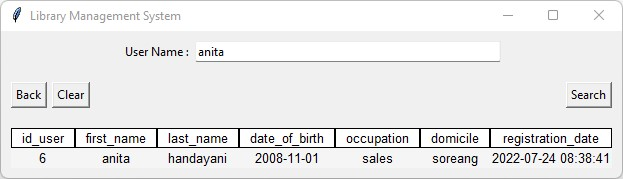 Library Management System
User Name : anita
Back Clear Search
id_user first_name last_name date_of_birth occupation domicile registration_date
6 anita handayani 2008-11-01 sales soreang 2022-07-24 08:38:41